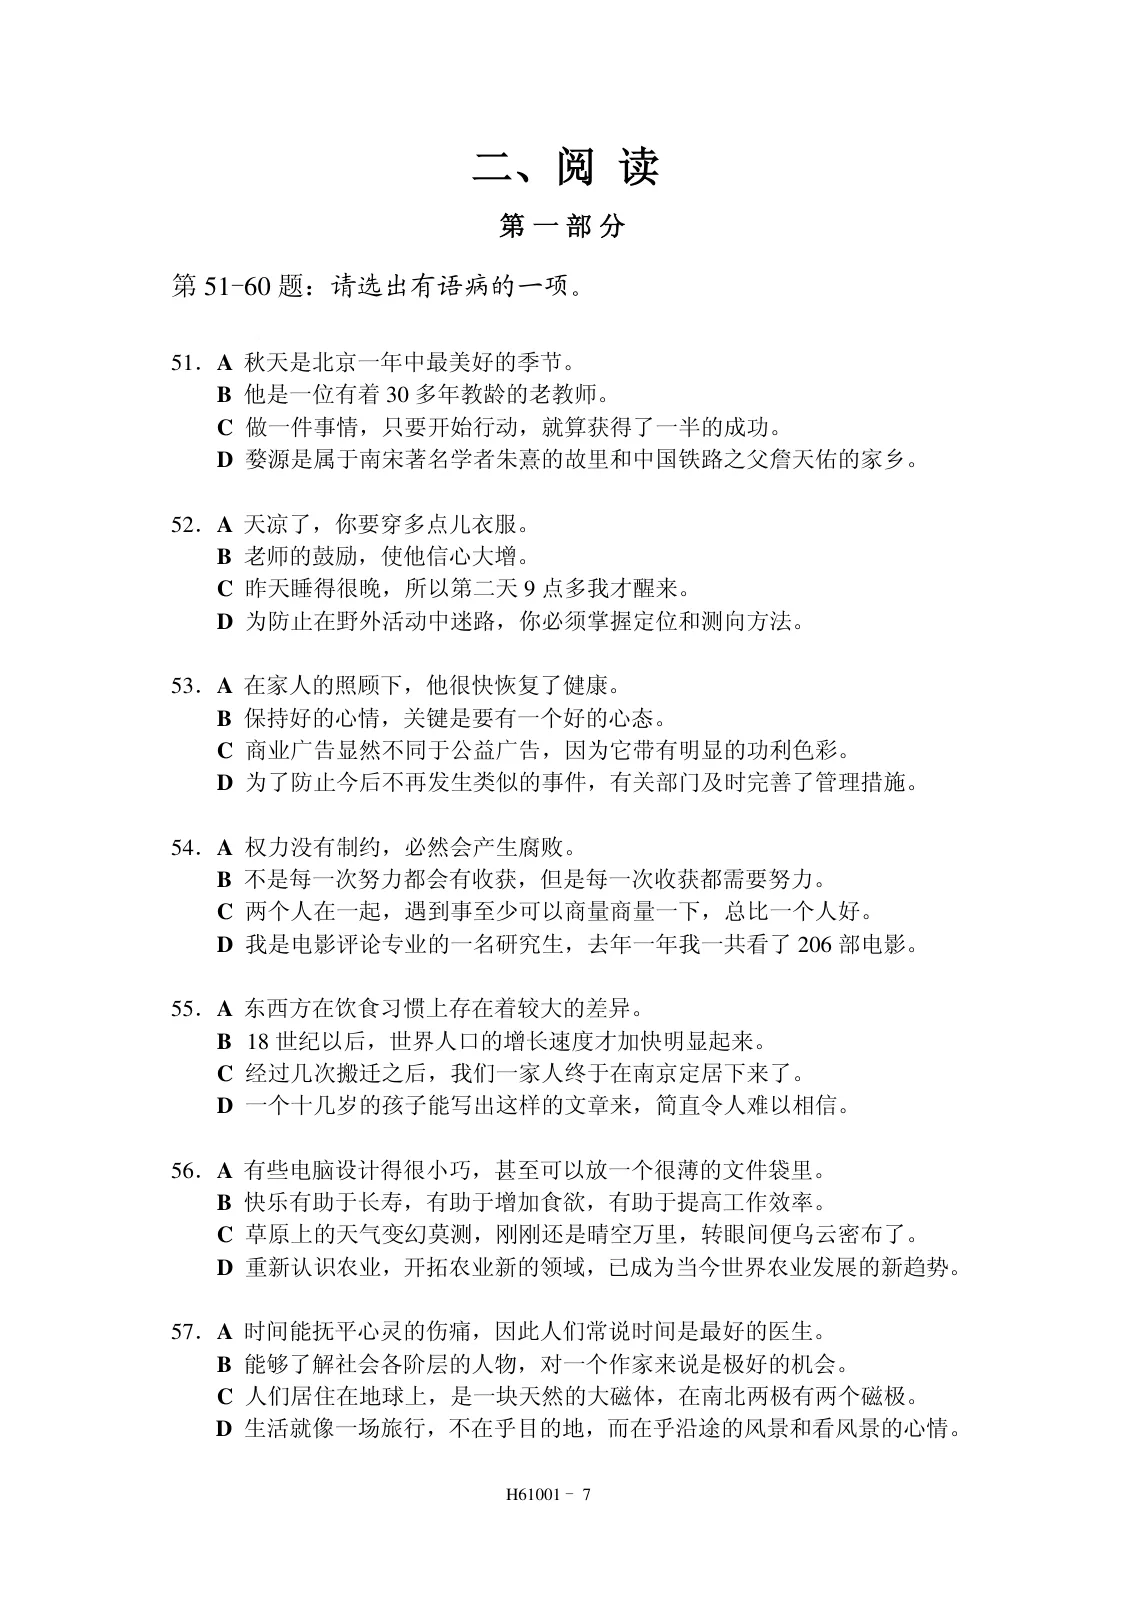 二、阅 读
第一部分
第 51-60 题：请选出有语病的一项。
51．A 秋天是北京一年中最美好的季节。
B 他是一位有着 30 多年教龄的老教师。
C 做一件事情，只要开始行动，就算获得了一半的成功。
D 婺源是属于南宋著名学者朱熹的故里和中国铁路之父詹天佑的家乡。
52．A 天凉了，你要穿多点儿衣服。
B 老师的鼓励，使他信心大增。
C 昨天睡得很晚，所以第二天 9 点多我才醒来。
D 为防止在野外活动中迷路，你必须掌握定位和测向方法。
53．A 在家人的照顾下，他很快恢复了健康。
B 保持好的心情，关键是要有一个好的心态。
C 商业广告显然不同于公益广告，因为它带有明显的功利色彩。
D 为了防止今后不再发生类似的事件，有关部门及时完善了管理措施。
54．A 权力没有制约，必然会产生腐败。
B 不是每一次努力都会有收获，但是每一次收获都需要努力。
C 两个人在一起，遇到事至少可以商量商量一下，总比一个人好。
D 我是电影评论专业的一名研究生，去年一年我一共看了 206 部电影。
55．A 东西方在饮食习惯上存在着较大的差异。
B 18 世纪以后，世界人口的增长速度才加快明显起来。
C 经过几次搬迁之后，我们一家人终于在南京定居下来了。
D 一个十几岁的孩子能写出这样的文章来，简直令人难以相信。
56．A 有些电脑设计得很小巧，甚至可以放一个很薄的文件袋里。
B 快乐有助于长寿，有助于增加食欲，有助于提高工作效率。
C 草原上的天气变幻莫测，刚刚还是晴空万里，转眼间便乌云密布了。
D 重新认识农业，开拓农业新的领域，已成为当今世界农业发展的新趋势。
57．A 时间能抚平心灵的伤痛，因此人们常说时间是最好的医生。
B 能够了解社会各阶层的人物，对一个作家来说是极好的机会。
C 人们居住在地球上，是一块天然的大磁体，在南北两极有两个磁极。
D 生活就像一场旅行，不在乎目的地，而在乎沿途的风景和看风景的心情。
H61001－ 7